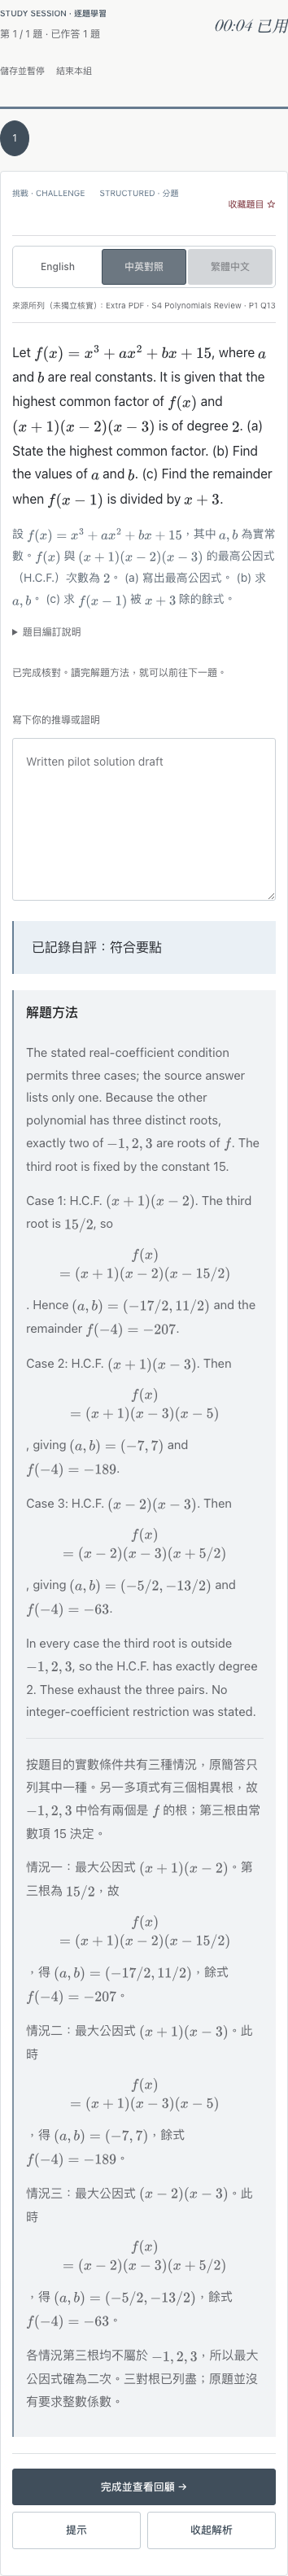 STUDY SESSION · 逐題學習
第 1 / 1 題 · 已作答 1 題
00:04 已用
儲存並暫停 結束本組
1
挑戰 · CHALLENGE STRUCTURED · 分題
收藏題目 ☆
English 中英對照 繁體中文
來源所列（未獨立核實）: Extra PDF · S4 Polynomials Review · P1 Q13
Let f(x) = x³ + ax² + bx + 15, where a
and b are real constants. It is given that the
highest common factor of f(x) and
(x + 1)(x − 2)(x − 3) is of degree 2. (a)
State the highest common factor. (b) Find
the values of a and b. (c) Find the remainder
when f(x − 1) is divided by x + 3.
設 f(x) = x³ + ax² + bx + 15，其中 a, b 為實常
數。f(x) 與 (x + 1)(x − 2)(x − 3) 的最高公因式
（H.C.F.）次數為 2。 (a) 寫出最高公因式。 (b) 求
a, b。 (c) 求 f(x − 1) 被 x + 3 除的餘式。
▶ 題目編訂說明
已完成核對。讀完解題方法，就可以前往下一題。
寫下你的推導或證明
Written pilot solution draft
已記錄自評：符合要點
解題方法
The stated real-coefficient condition
permits three cases; the source answer
lists only one. Because the other
polynomial has three distinct roots,
exactly two of −1, 2, 3 are roots of f. The
third root is fixed by the constant 15.
Case 1: H.C.F. (x + 1)(x − 2). The third
root is 15/2, so
f(x)
= (x + 1)(x − 2)(x − 15/2)
. Hence (a, b) = (−17/2, 11/2) and the
remainder f(−4) = −207.
Case 2: H.C.F. (x + 1)(x − 3). Then
f(x)
= (x + 1)(x − 3)(x − 5)
, giving (a, b) = (−7, 7) and
f(−4) = −189.
Case 3: H.C.F. (x − 2)(x − 3). Then
f(x)
= (x − 2)(x − 3)(x + 5/2)
, giving (a, b) = (−5/2, −13/2) and
f(−4) = −63.
In every case the third root is outside
−1, 2, 3, so the H.C.F. has exactly degree
2. These exhaust the three pairs. No
integer-coefficient restriction was stated.
按題目的實數條件共有三種情況，原簡答只
列其中一種。另一多項式有三個相異根，故
−1, 2, 3 中恰有兩個是 f 的根；第三根由常
數項 15 決定。
情況一：最大公因式 (x + 1)(x − 2)。第
三根為 15/2，故
f(x)
= (x + 1)(x − 2)(x − 15/2)
，得 (a, b) = (−17/2, 11/2)，餘式
f(−4) = −207。
情況二：最大公因式 (x + 1)(x − 3)。此
時
f(x)
= (x + 1)(x − 3)(x − 5)
，得 (a, b) = (−7, 7)，餘式
f(−4) = −189。
情況三：最大公因式 (x − 2)(x − 3)。此
時
f(x)
= (x − 2)(x − 3)(x + 5/2)
，得 (a, b) = (−5/2, −13/2)，餘式
f(−4) = −63。
各情況第三根均不屬於 −1, 2, 3，所以最大
公因式確為二次。三對根已列盡；原題並沒
有要求整數係數。
完成並查看回顧 →
提示 收起解析